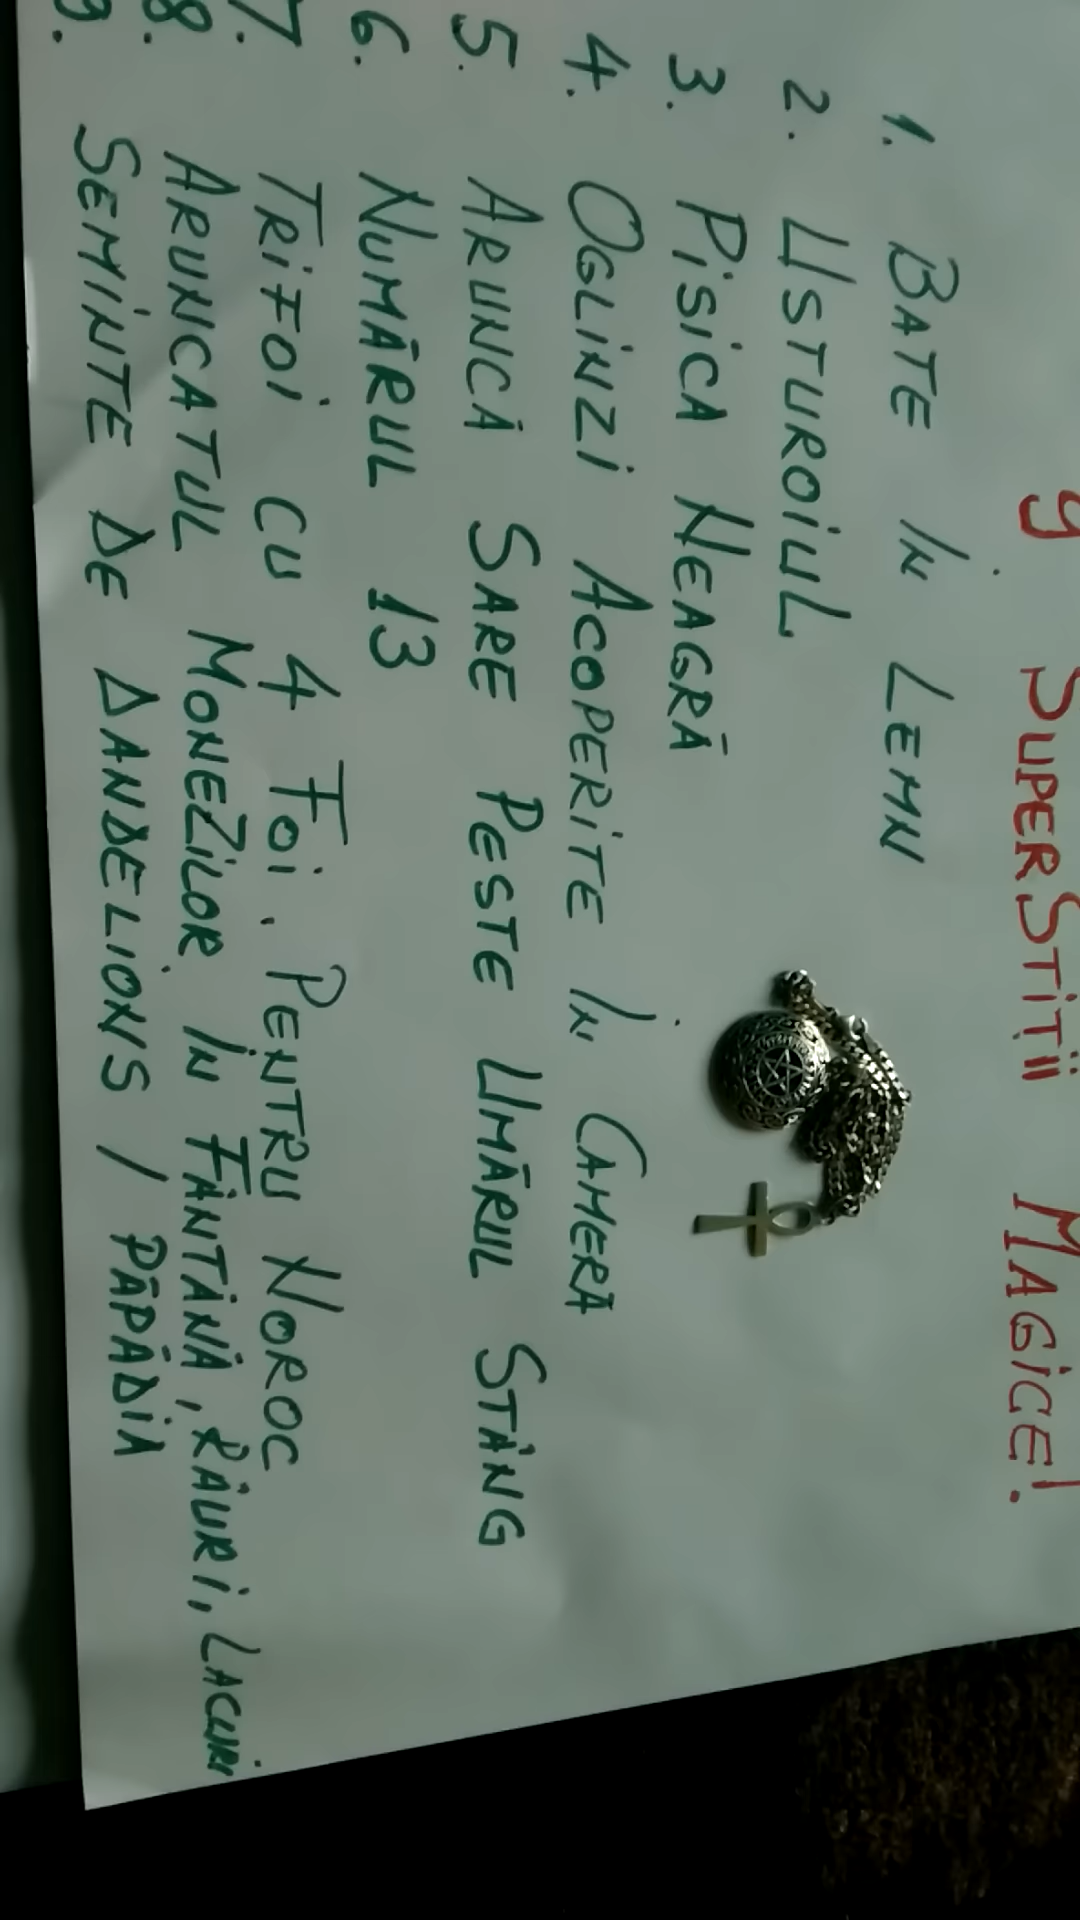 9 SUPERSTIȚII MAGICE!
1. BATE ÎN LEMN
2. USTUROIUL
3. PISICA NEAGRĂ
4. OGLINZI ACOPERITE ÎN CAMERĂ
5. ARUNCĂ SARE PESTE UMĂRUL STÂNG
6. NUMĂRUL 13
7. TRIFOI CU 4 FOI. PENTRU NOROC
8. ARUNCATUL MONEZILOR ÎN FÂNTÂNĂ, RÂURI, LACURI
9. SEMINTE DE DANDELIONS / PĂPĂDIA